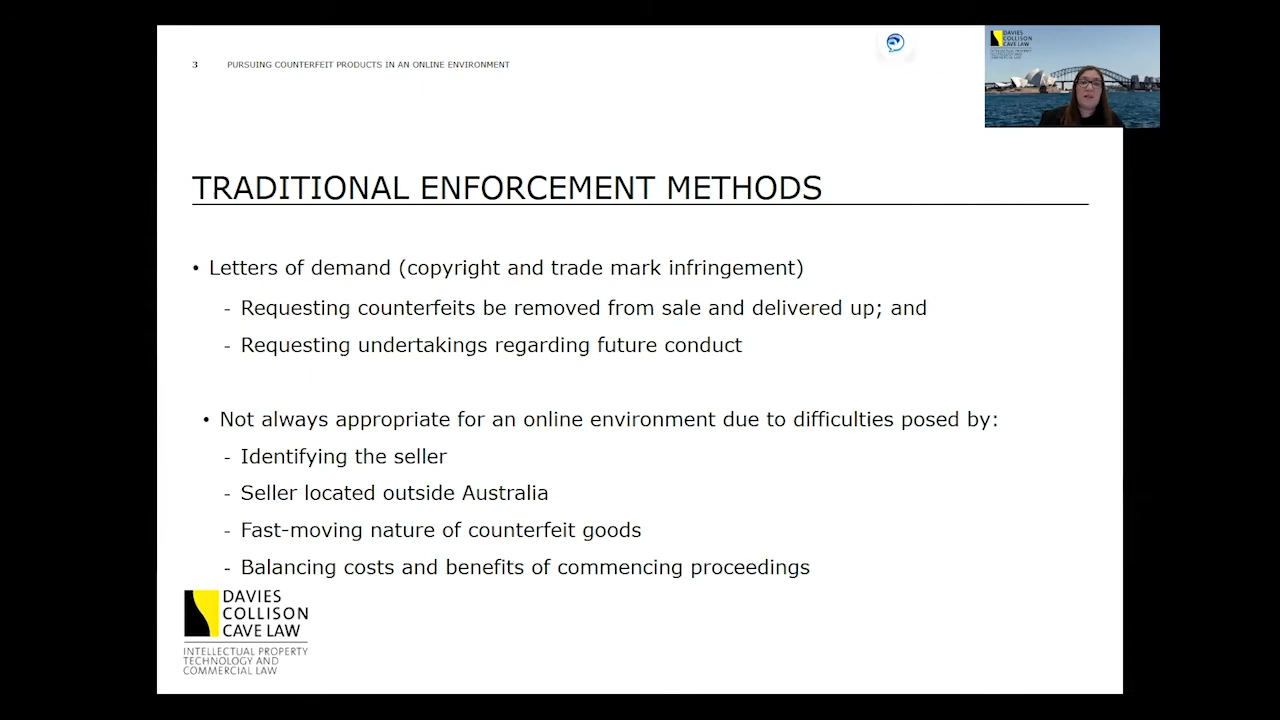 3 PURSUING COUNTERFEIT PRODUCTS IN AN ONLINE ENVIRONMENT
DAVIES
COLLISON
CAVE LAW
TRADITIONAL ENFORCEMENT METHODS
• Letters of demand (copyright and trade mark infringement)
- Requesting counterfeits be removed from sale and delivered up; and
- Requesting undertakings regarding future conduct
• Not always appropriate for an online environment due to difficulties posed by:
- Identifying the seller
- Seller located outside Australia
- Fast-moving nature of counterfeit goods
- Balancing costs and benefits of commencing proceedings
DAVIES
COLLISON
CAVE LAW
INTELLECTUAL PROPERTY
TECHNOLOGY AND
COMMERCIAL LAW